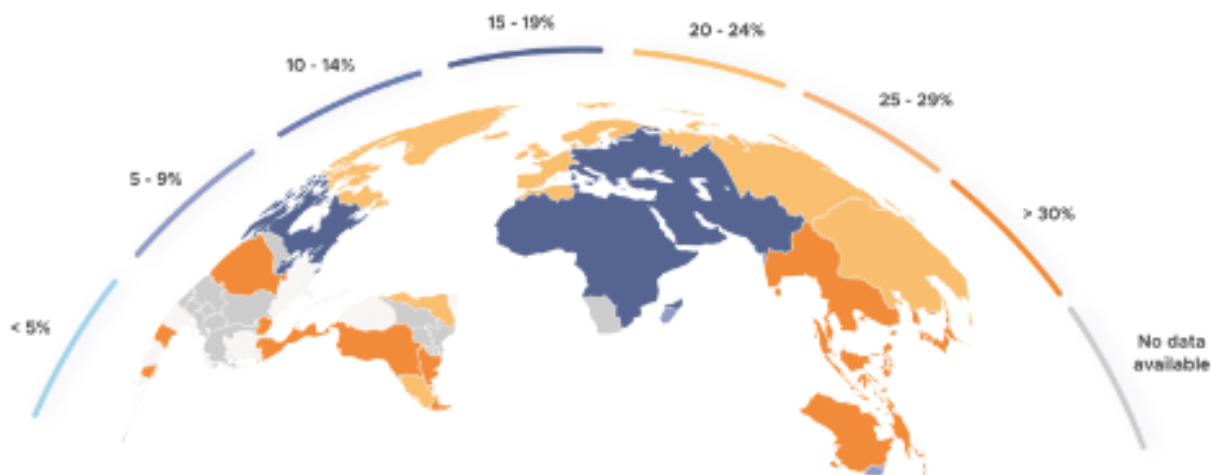 15 - 19%
20 - 24%
10 - 14%
25 - 29%
5 - 9%
> 30%
< 5%
No data
available